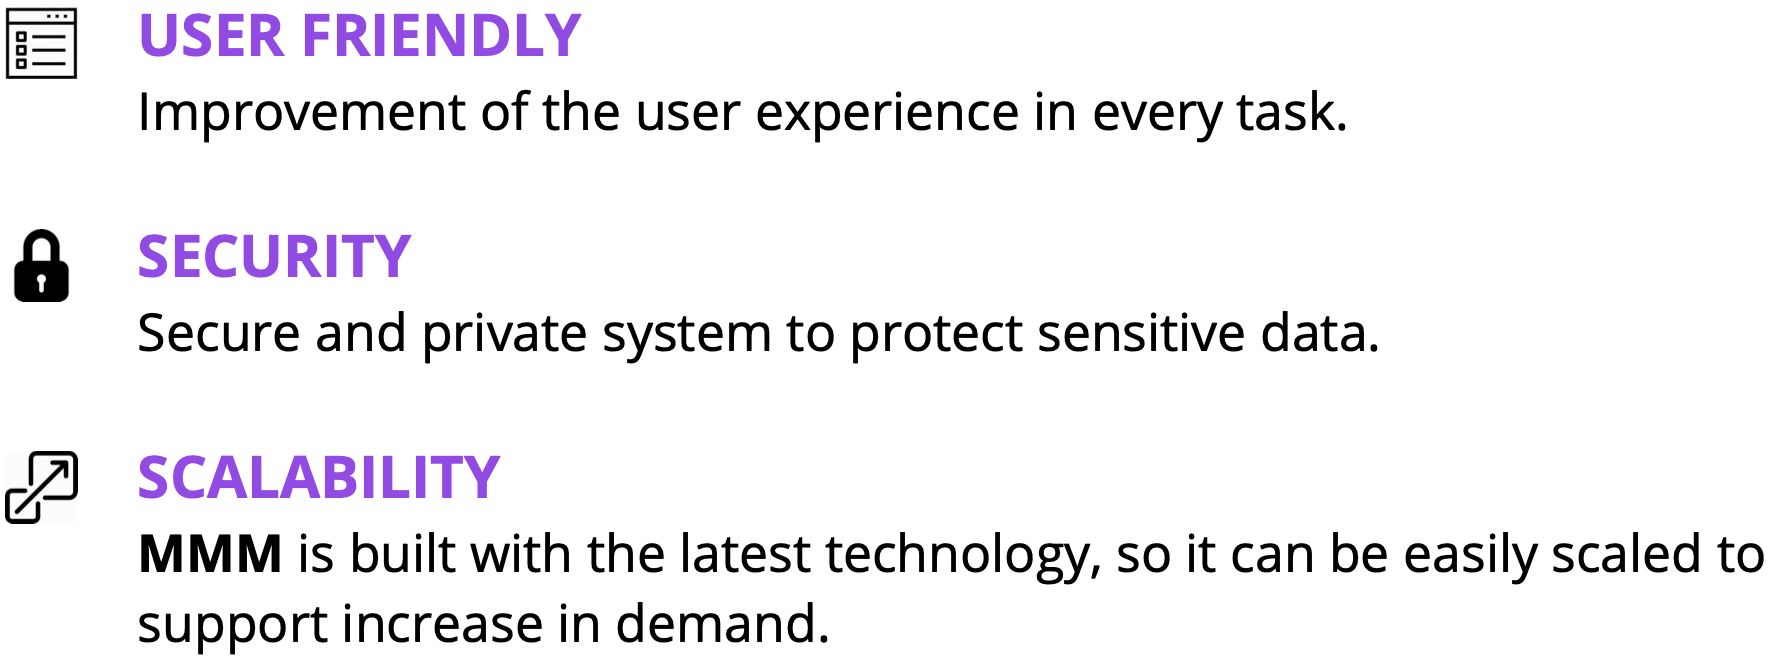 USER FRIENDLY
Improvement of the user experience in every task.
SECURITY
Secure and private system to protect sensitive data.
SCALABILITY
MMM is built with the latest technology, so it can be easily scaled to
support increase in demand.